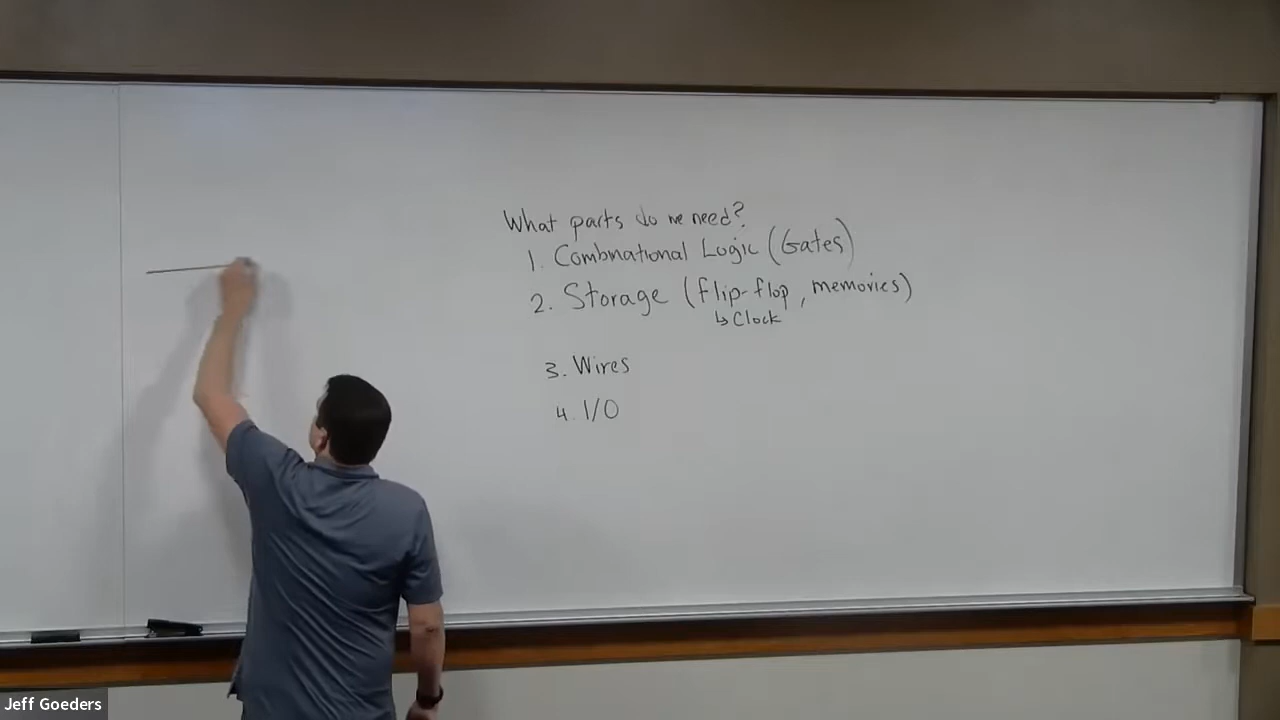 What parts do we need?
1. Combinational Logic (Gates)
2. Storage (flip-flop, memories)
↳ Clock
3. Wires
4. I/O
Jeff Goeders